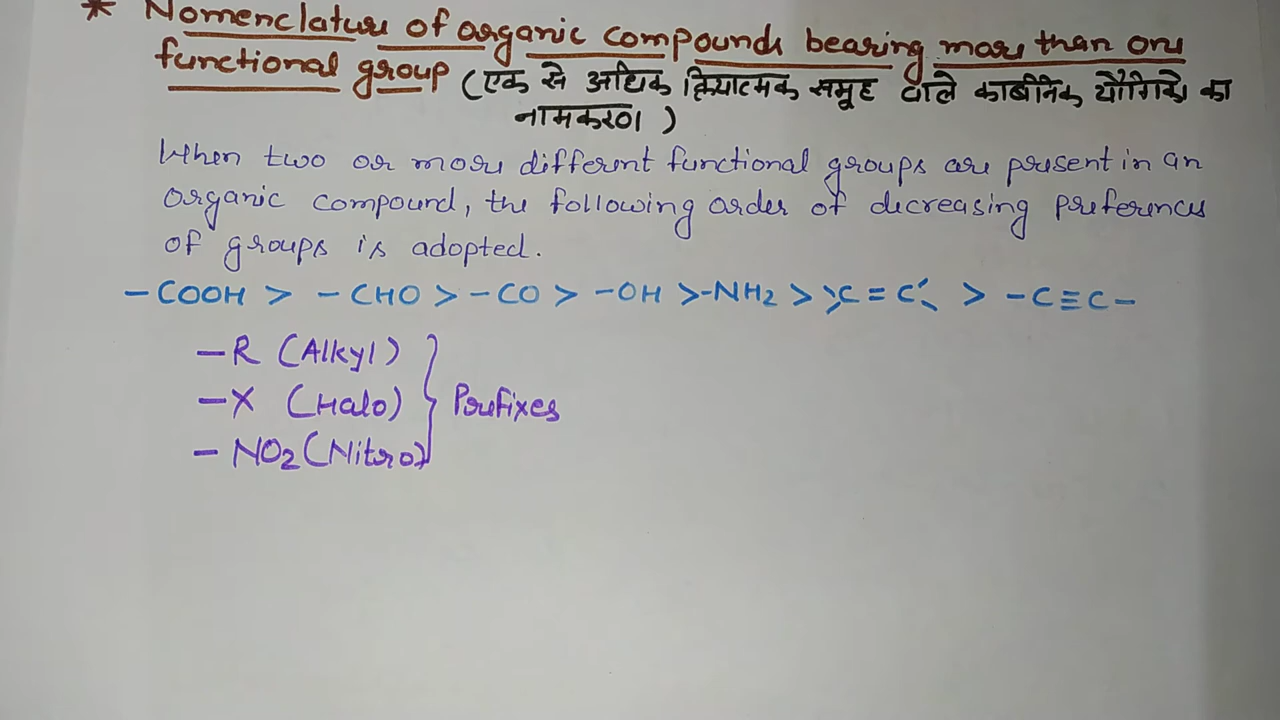 * Nomenclature of organic compounds bearing more than one
functional group (एक से अधिक क्रियात्मक समूह वाले कार्बनिक यौगिकों का
नामकरण )
When two or more different functional groups are present in an
organic compound, the following order of decreasing preference
of groups is adopted.
-COOH > -CHO > -CO > -OH > -NH₂ > >C=C< > -C≡C-
-R (Alkyl)
-X (Halo) } Prefixes
-NO₂ (Nitro)